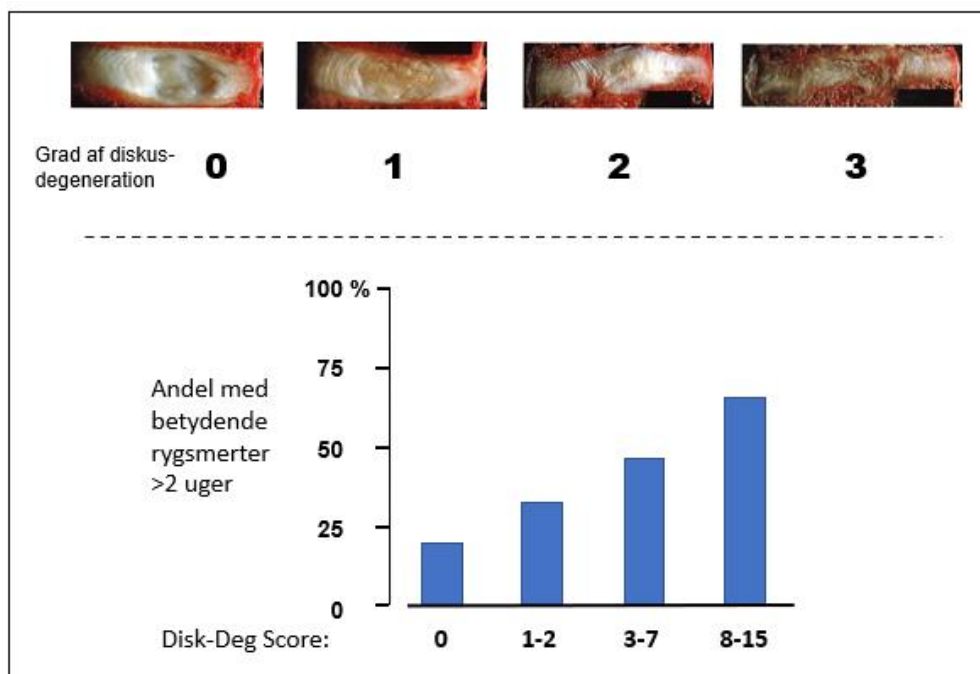 Grad af diskus-
degeneration
0 1 2 3
100 %
75
50
25
0
Andel med
betydende
rygsmerter
>2 uger
Disk-Deg Score: 0 1-2 3-7 8-15